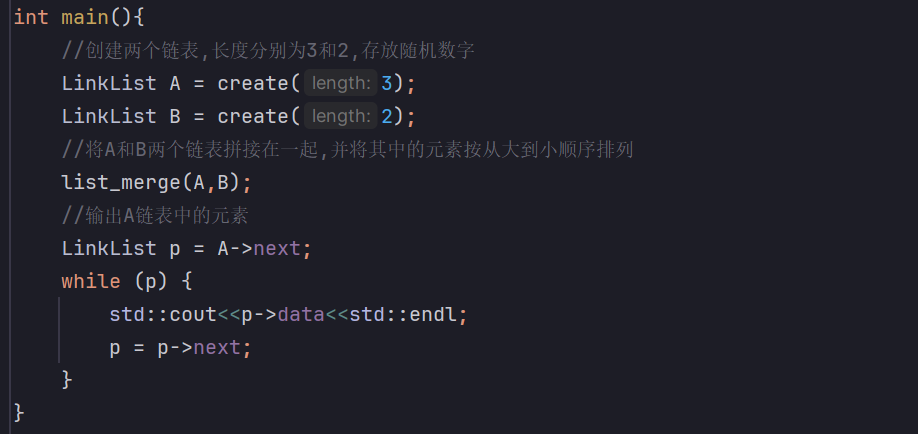 int main(){
    //创建两个链表,长度分别为3和2,存放随机数字
    LinkList A = create( length: 3);
    LinkList B = create( length: 2);
    //将A和B两个链表拼接在一起,并将其中的元素按从大到小顺序排列
    list_merge(A,B);
    //输出A链表中的元素
    LinkList p = A->next;
    while (p) {
        std::cout<<p->data<<std::endl;
        p = p->next;
    }
}